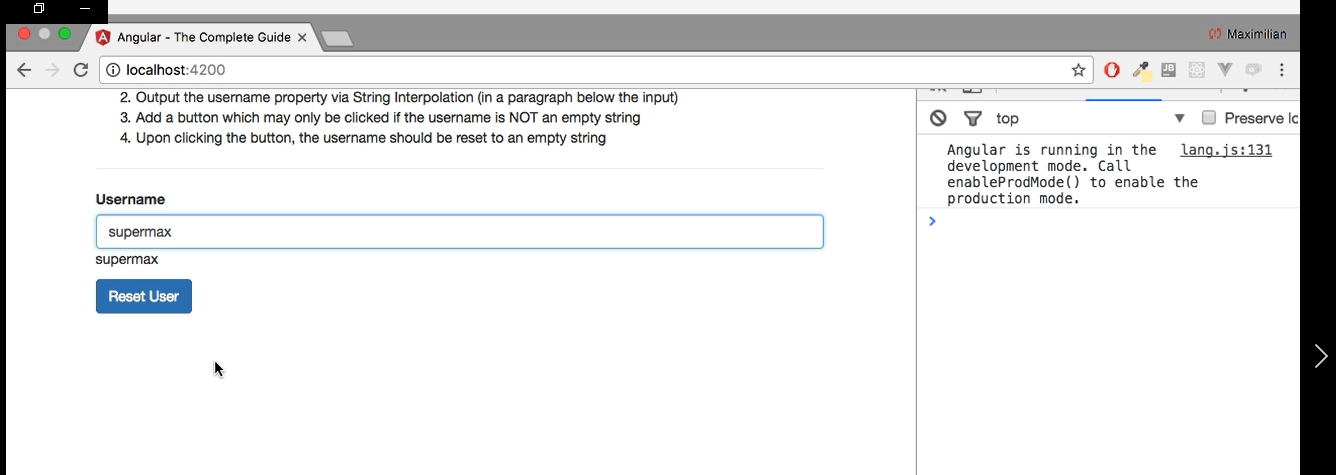 Angular - The Complete Guide
Maximilian
localhost:4200
2. Output the username property via String Interpolation (in a paragraph below the input)
3. Add a button which may only be clicked if the username is NOT an empty string
4. Upon clicking the button, the username should be reset to an empty string
Username
supermax
supermax
Reset User
JB
top
Preserve lo
Angular is running in the lang.js:131
development mode. Call
enableProdMode() to enable the
production mode.